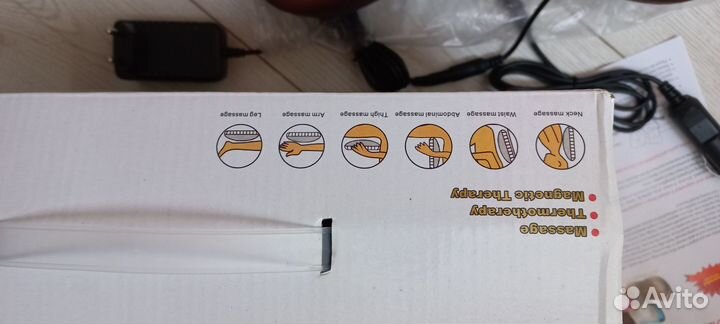 Massage
Thermotherapy
Magnetic Therapy
Neck massage
Waist massage
Abdominal massage
Thigh massage
Arm massage
Leg massage
Avito